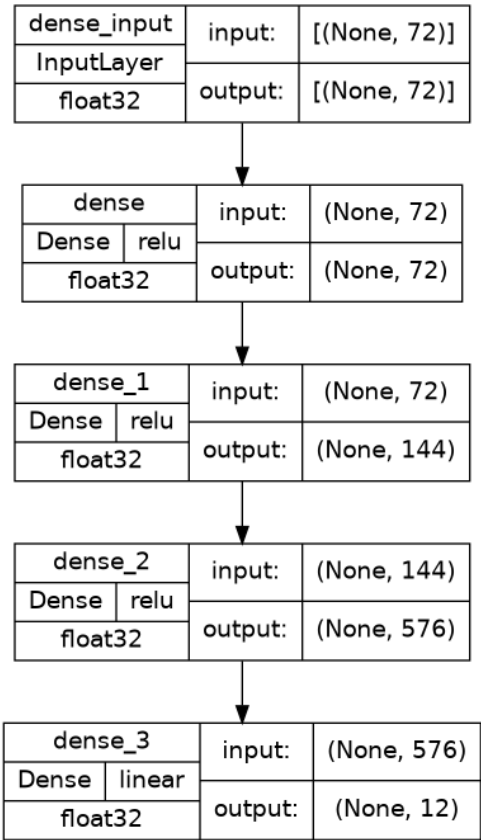 dense_input input: [(None, 72)]
InputLayer
float32 output: [(None, 72)]
dense input: (None, 72)
Dense relu
float32 output: (None, 72)
dense_1 input: (None, 72)
Dense relu
float32 output: (None, 144)
dense_2 input: (None, 144)
Dense relu
float32 output: (None, 576)
dense_3 input: (None, 576)
Dense linear
float32 output: (None, 12)